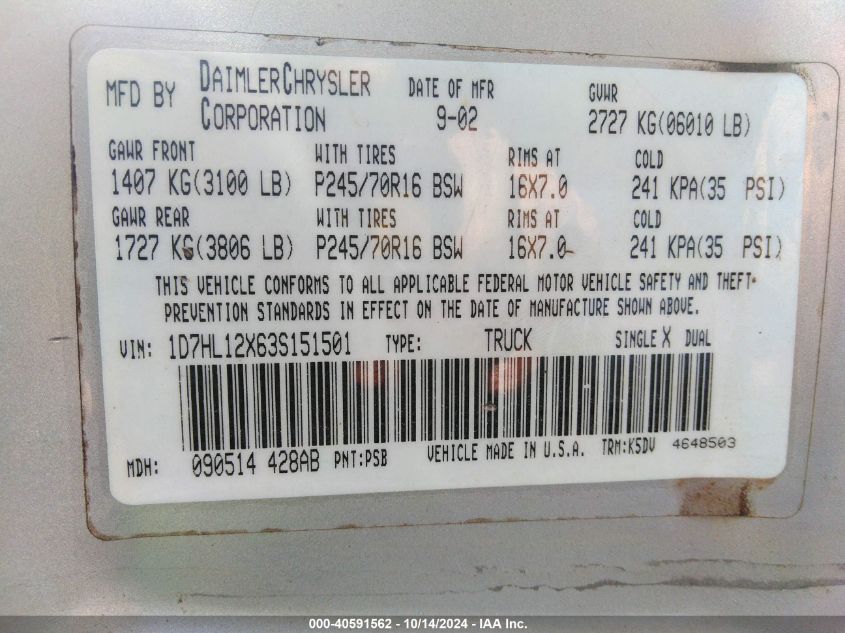 MFD BY DAIMLERCHRYSLER CORPORATION DATE OF MFR 9-02 GVWR 2727 KG(06010 LB)
GAWR FRONT WITH TIRES RIMS AT COLD
1407 KG(3100 LB) P245/70R16 BSW 16X7.0 241 KPA(35 PSI)
GAWR REAR WITH TIRES RIMS AT COLD
1727 KG(3806 LB) P245/70R16 BSW 16X7.0 241 KPA(35 PSI)
THIS VEHICLE CONFORMS TO ALL APPLICABLE FEDERAL MOTOR VEHICLE SAFETY AND THEFT
PREVENTION STANDARDS IN EFFECT ON THE DATE OF MANUFACTURE SHOWN ABOVE.
VIN: 1D7HL12X63S151501 TYPE: TRUCK SINGLE X DUAL
MDH: 090514 428AB PNT:PSB VEHICLE MADE IN U.S.A. TRM:K5DV 4648503
000-40591562 - 10/14/2024 - IAA Inc.